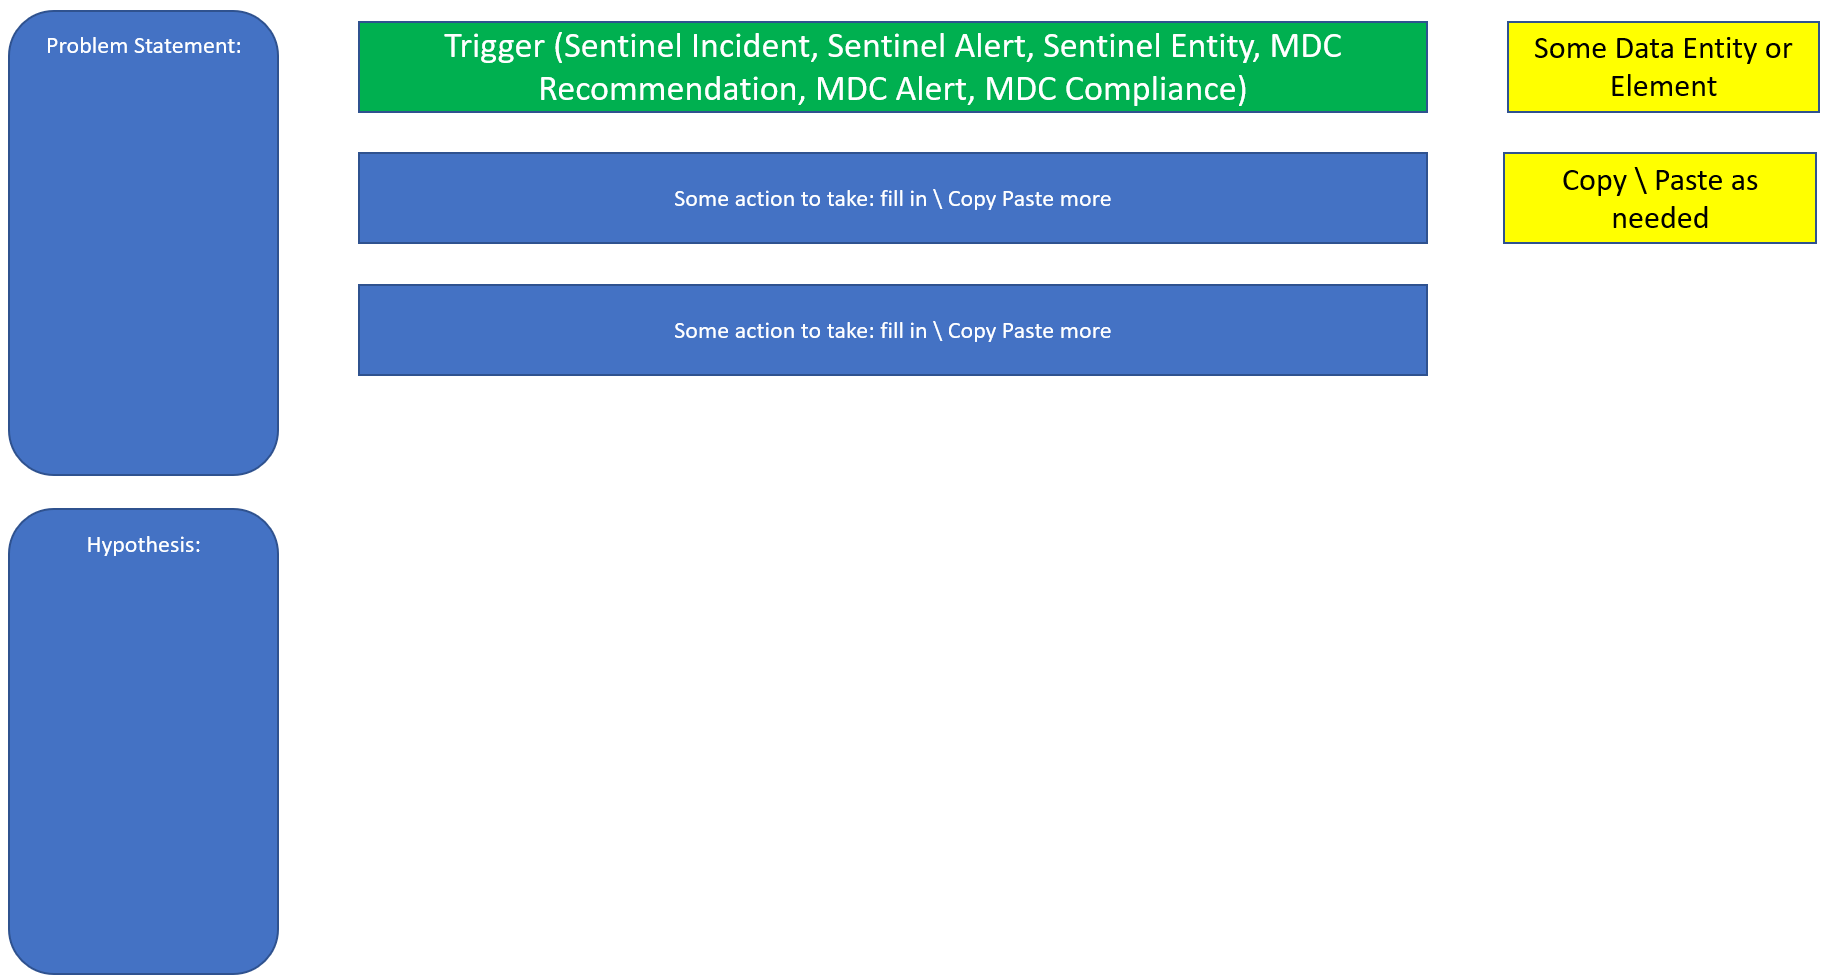 Problem Statement:
Trigger (Sentinel Incident, Sentinel Alert, Sentinel Entity, MDC
Recommendation, MDC Alert, MDC Compliance)
Some Data Entity or
Element
Some action to take: fill in \ Copy Paste more
Copy \ Paste as
needed
Some action to take: fill in \ Copy Paste more
Hypothesis: